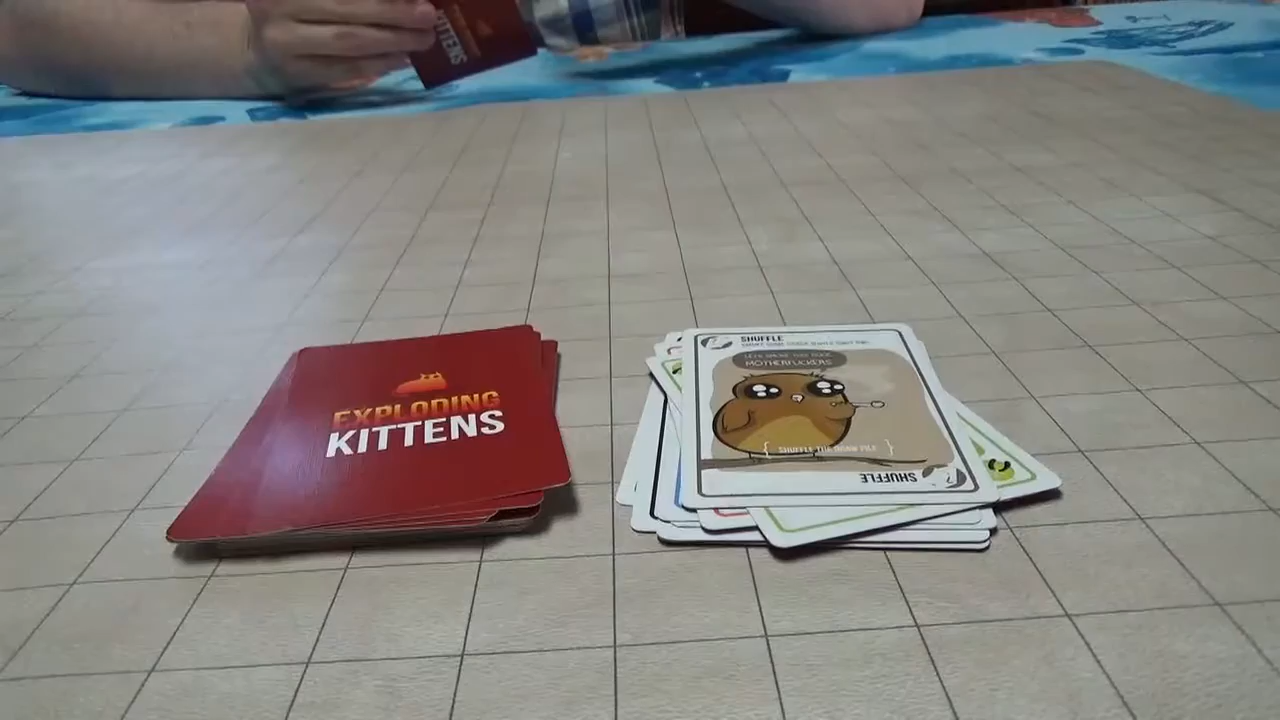 KITTENS
EXPLODING
KITTENS
SHUFFLE
MOTHERFUCKERS
{ SHUFFLE THE DRAW PILE }
SHUFFLE